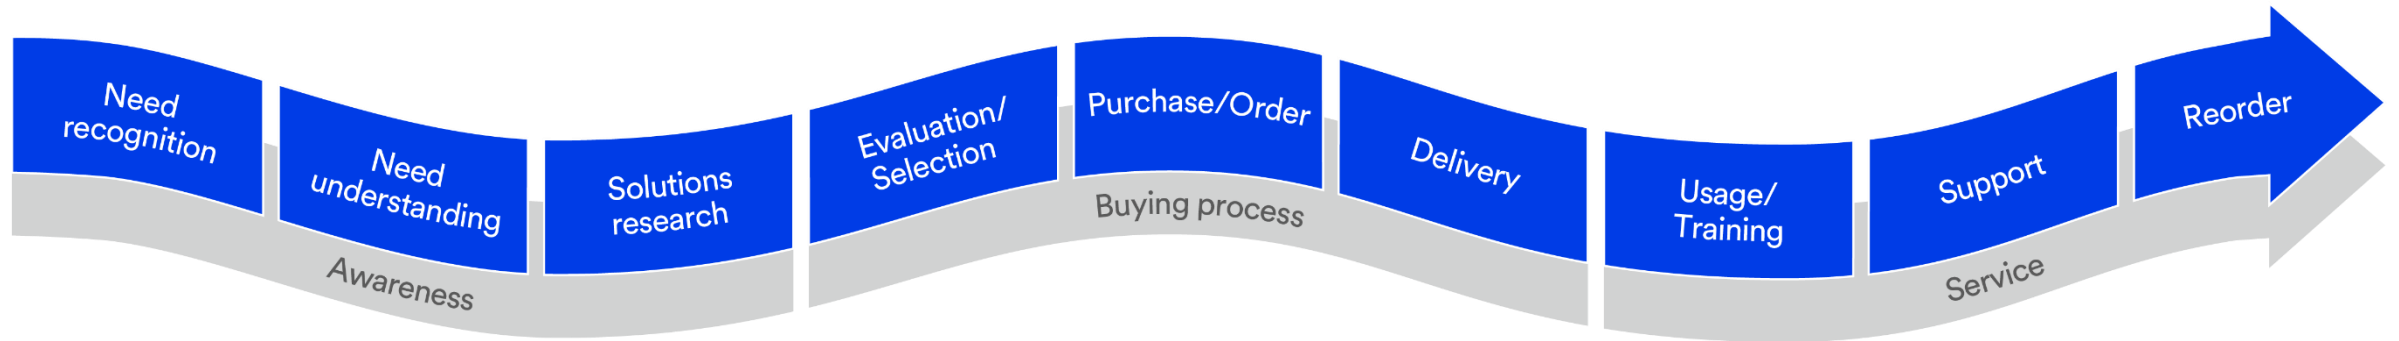 Need
recognition
Need
understanding
Solutions
research
Evaluation/
Selection
Purchase/Order
Delivery
Usage/
Training
Support
Reorder
Awareness
Buying process
Service